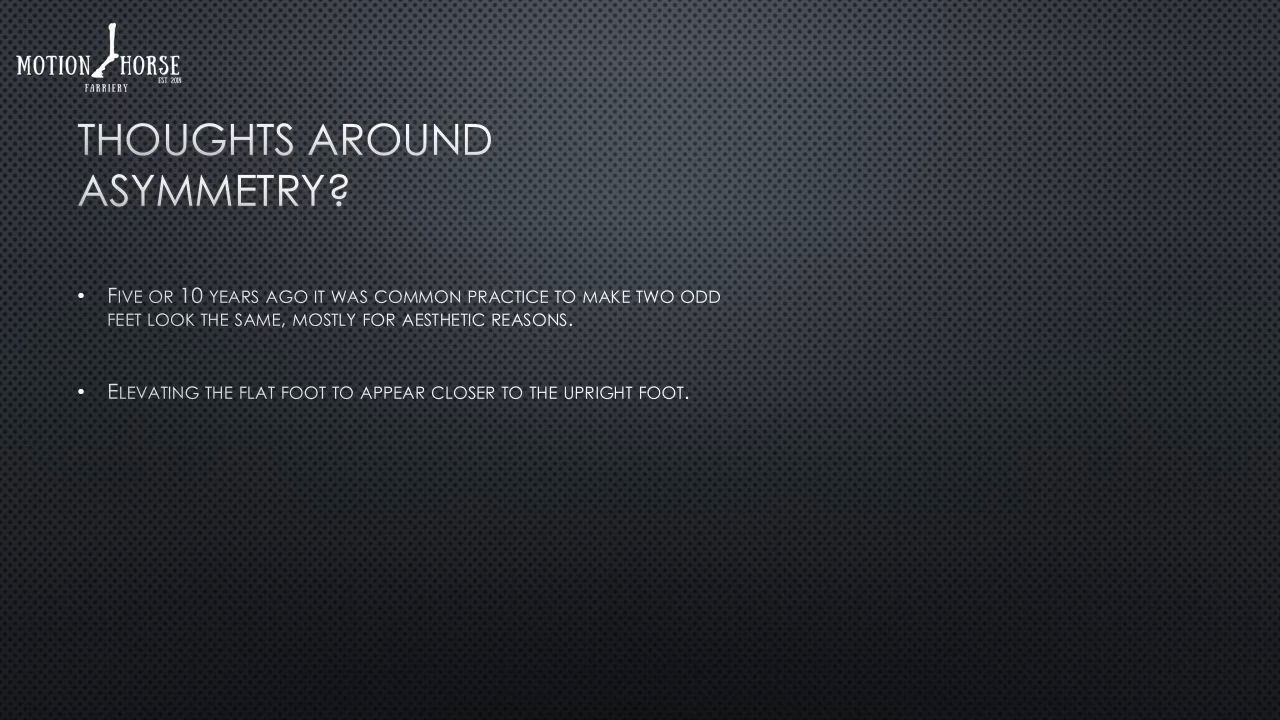 MOTION HORSE
EST. 2018
FARRIERY
THOUGHTS AROUND
ASYMMETRY?
• FIVE OR 10 YEARS AGO IT WAS COMMON PRACTICE TO MAKE TWO ODD
FEET LOOK THE SAME, MOSTLY FOR AESTHETIC REASONS.
• ELEVATING THE FLAT FOOT TO APPEAR CLOSER TO THE UPRIGHT FOOT.